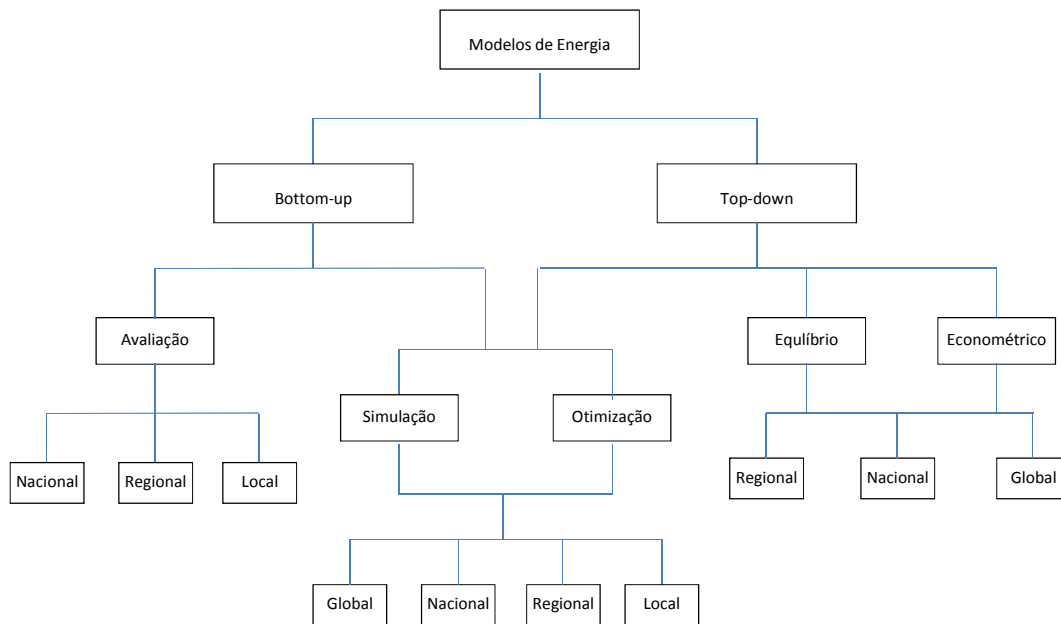 Modelos de Energia
Bottom-up
Top-down
Avaliação
Equlíbrio
Econométrico
Simulação
Otimização
Nacional
Regional
Local
Regional
Nacional
Global
Global
Nacional
Regional
Local